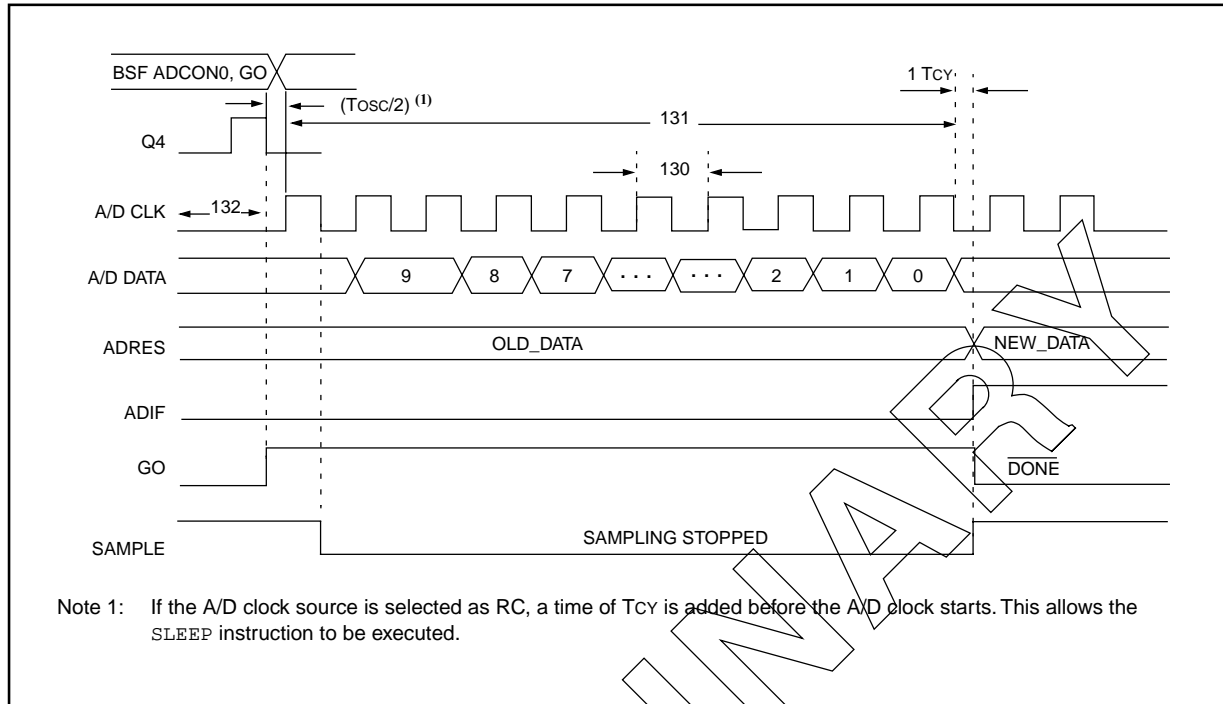 BSF ADCON0, GO
(TOSC/2) (1)
1 TCY
131
Q4
130
A/D CLK
132
A/D DATA
9 8 7 · · · · · · 2 1 0
ADRES
OLD_DATA
NEW_DATA
ADIF
GO
DONE
SAMPLE
SAMPLING STOPPED
Note 1: If the A/D clock source is selected as RC, a time of TCY is added before the A/D clock starts. This allows the
SLEEP instruction to be executed.
INARY